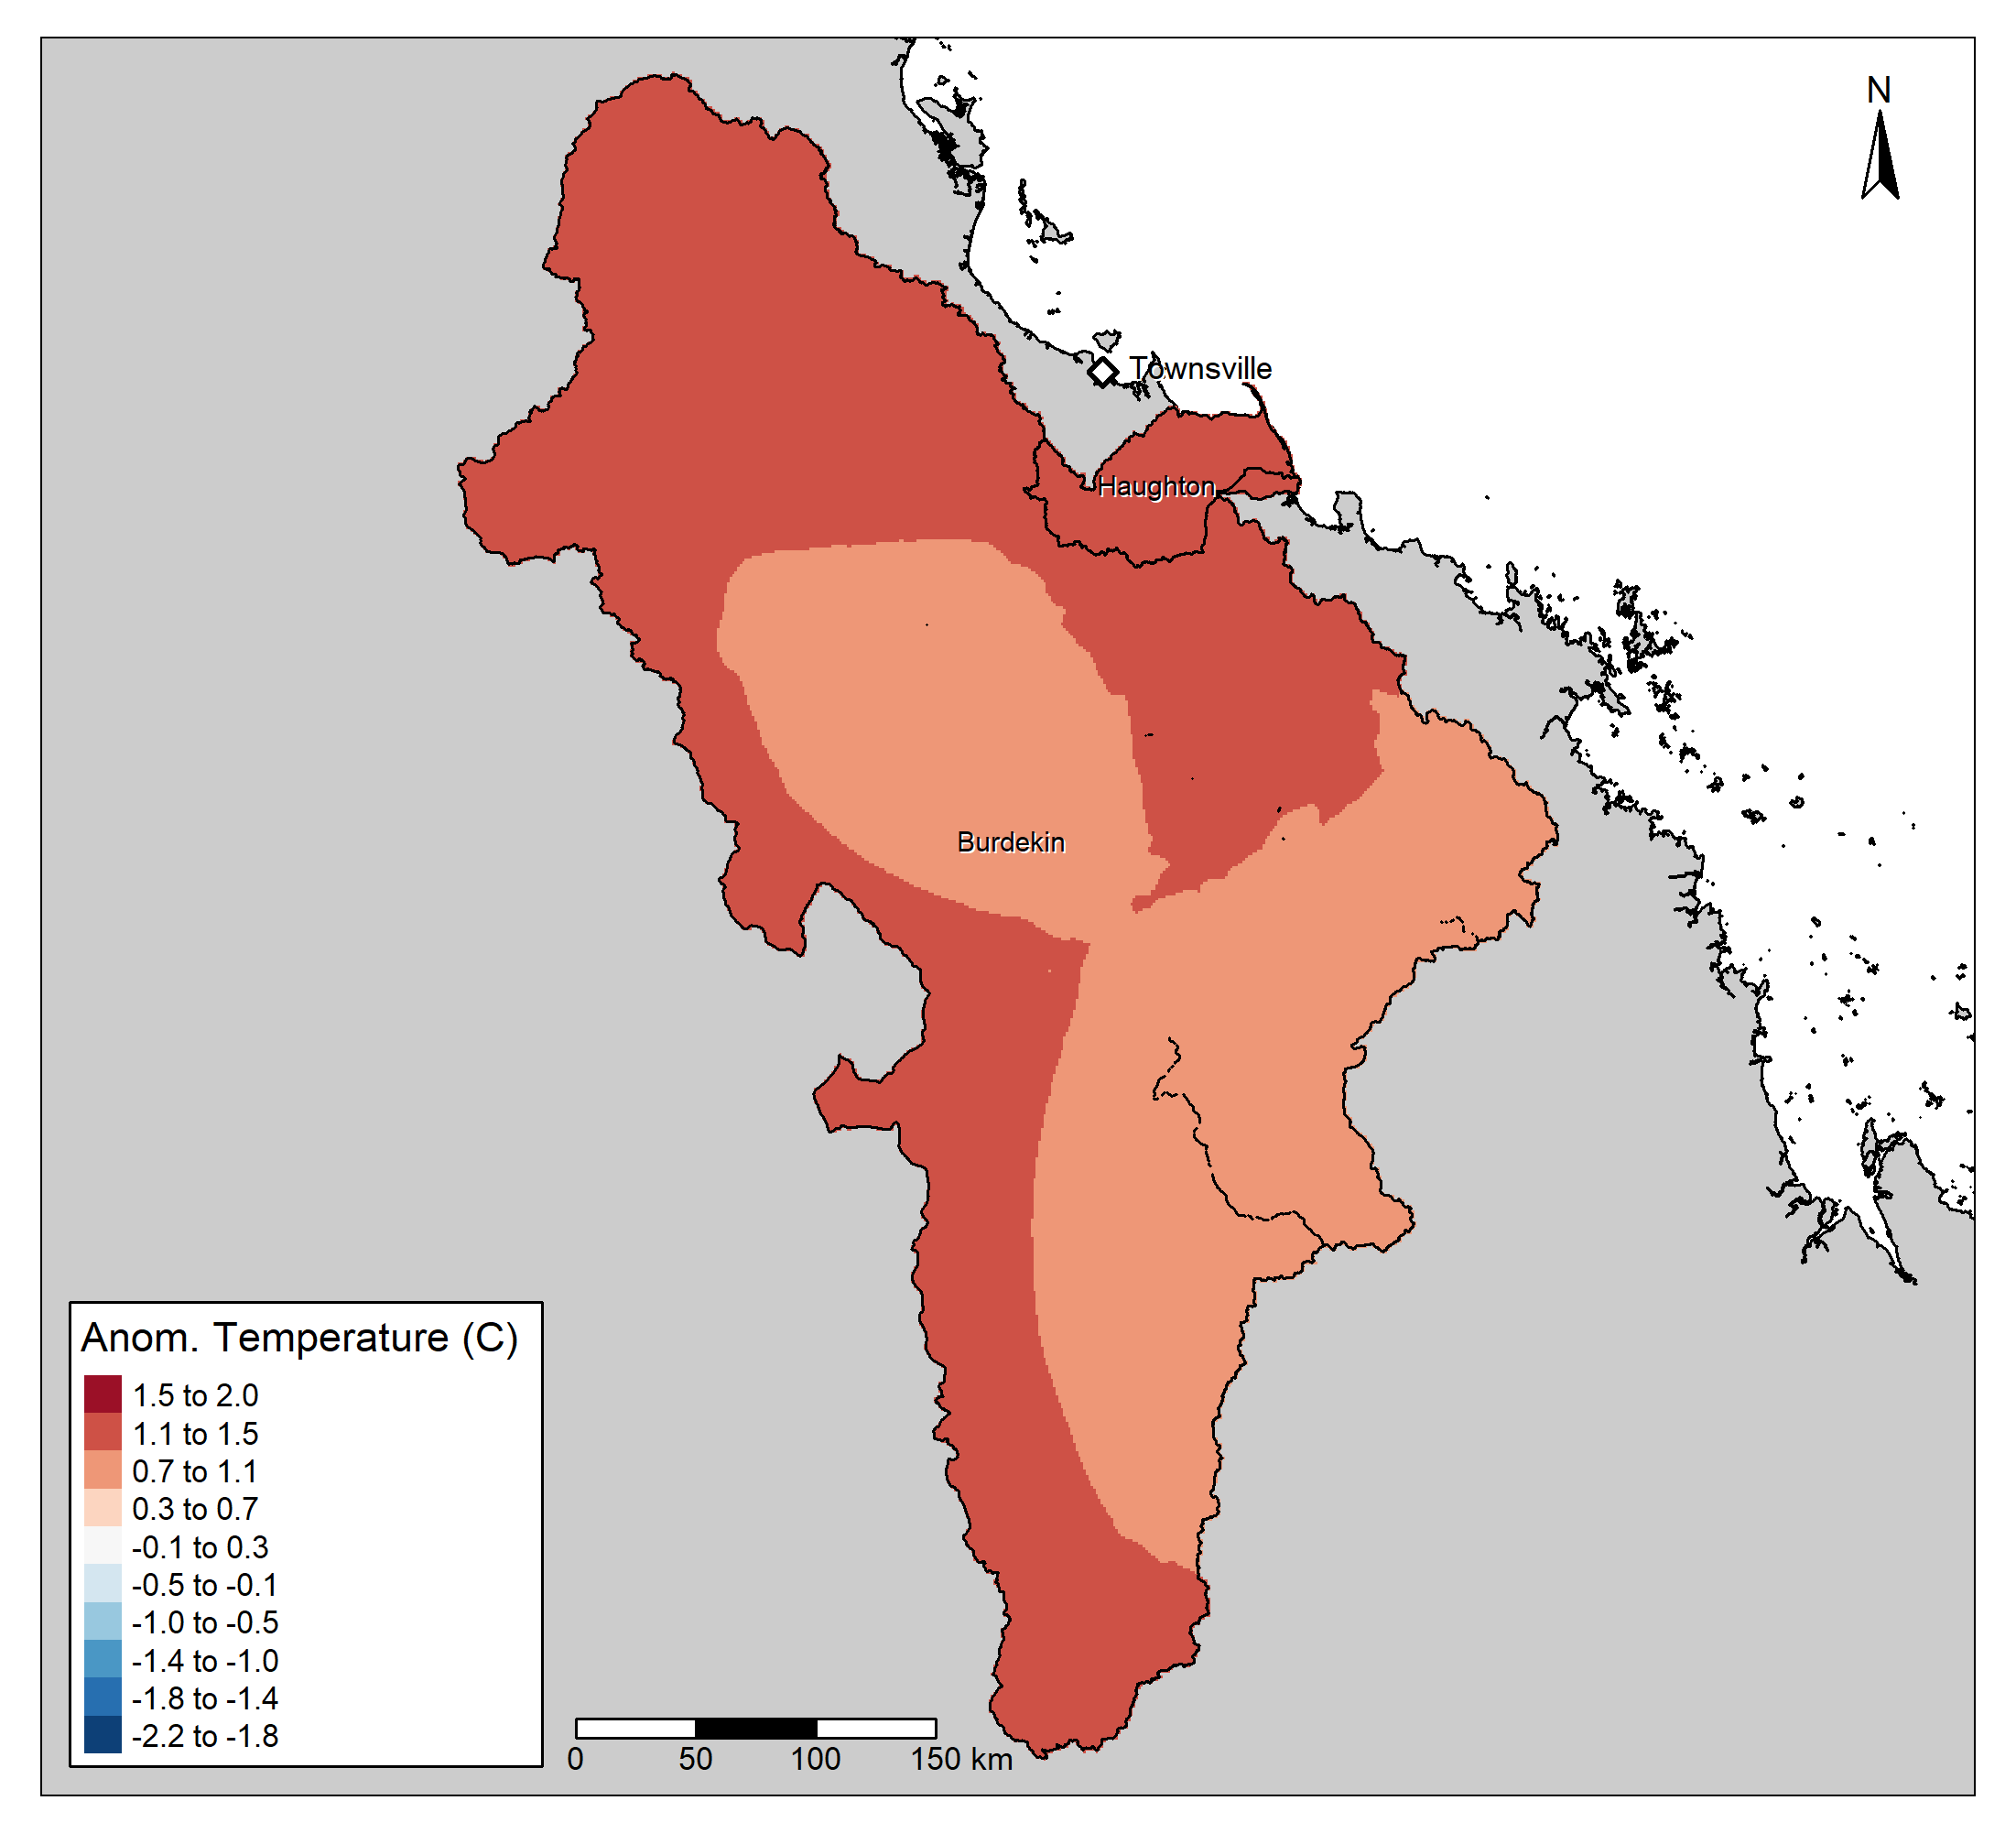 N
Townsville
Haughton
Burdekin
Anom. Temperature (C)
1.5 to 2.0
1.1 to 1.5
0.7 to 1.1
0.3 to 0.7
-0.1 to 0.3
-0.5 to -0.1
-1.0 to -0.5
-1.4 to -1.0
-1.8 to -1.4
-2.2 to -1.8
0 50 100 150 km